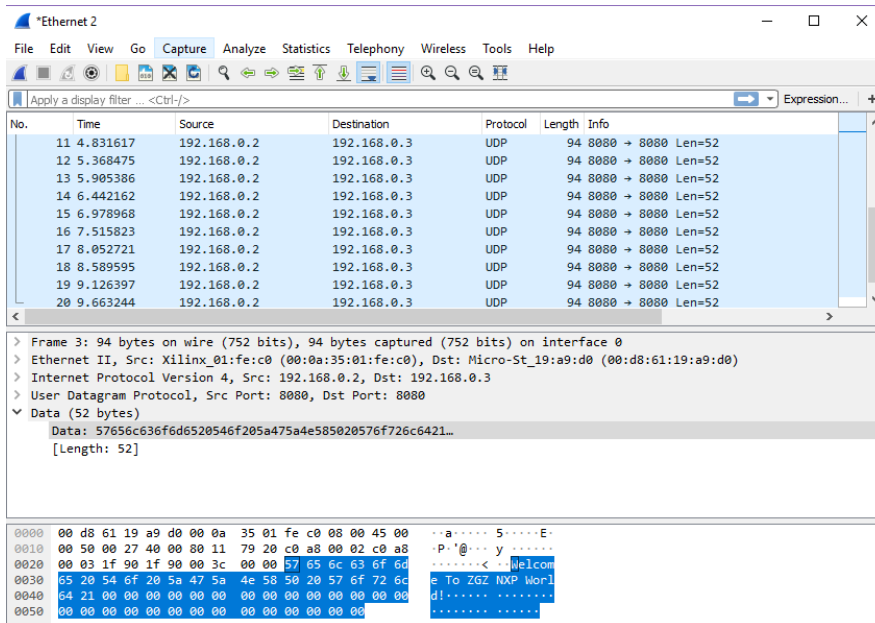 *Ethernet 2
File Edit View Go Capture Analyze Statistics Telephony Wireless Tools Help
Apply a display filter ... <Ctrl-/> Expression... +
No. Time Source Destination Protocol Length Info
11 4.831617 192.168.0.2 192.168.0.3 UDP 94 8080 → 8080 Len=52
12 5.368475 192.168.0.2 192.168.0.3 UDP 94 8080 → 8080 Len=52
13 5.905386 192.168.0.2 192.168.0.3 UDP 94 8080 → 8080 Len=52
14 6.442162 192.168.0.2 192.168.0.3 UDP 94 8080 → 8080 Len=52
15 6.978968 192.168.0.2 192.168.0.3 UDP 94 8080 → 8080 Len=52
16 7.515823 192.168.0.2 192.168.0.3 UDP 94 8080 → 8080 Len=52
17 8.052721 192.168.0.2 192.168.0.3 UDP 94 8080 → 8080 Len=52
18 8.589595 192.168.0.2 192.168.0.3 UDP 94 8080 → 8080 Len=52
19 9.126397 192.168.0.2 192.168.0.3 UDP 94 8080 → 8080 Len=52
20 9.663244 192.168.0.2 192.168.0.3 UDP 94 8080 → 8080 Len=52
Frame 3: 94 bytes on wire (752 bits), 94 bytes captured (752 bits) on interface 0
Ethernet II, Src: Xilinx_01:fe:c0 (00:0a:35:01:fe:c0), Dst: Micro-St_19:a9:d0 (00:d8:61:19:a9:d0)
Internet Protocol Version 4, Src: 192.168.0.2, Dst: 192.168.0.3
User Datagram Protocol, Src Port: 8080, Dst Port: 8080
Data (52 bytes)
Data: 57656c636f6d6520546f205a475a4e585020576f726c6421…
[Length: 52]
0000 00 d8 61 19 a9 d0 00 0a 35 01 fe c0 08 00 45 00 ··a····· 5·····E·
0010 00 50 00 27 40 00 80 11 79 20 c0 a8 00 02 c0 a8 ·P·'@··· y ······
0020 00 03 1f 90 1f 90 00 3c 00 00 57 65 6c 63 6f 6d ·······< ··Welcom
0030 65 20 54 6f 20 5a 47 5a 4e 58 50 20 57 6f 72 6c e To ZGZ NXP Worl
0040 64 21 00 00 00 00 00 00 00 00 00 00 00 00 00 00 d!······ ········
0050 00 00 00 00 00 00 00 00 00 00 00 00 00 00 ········ ······